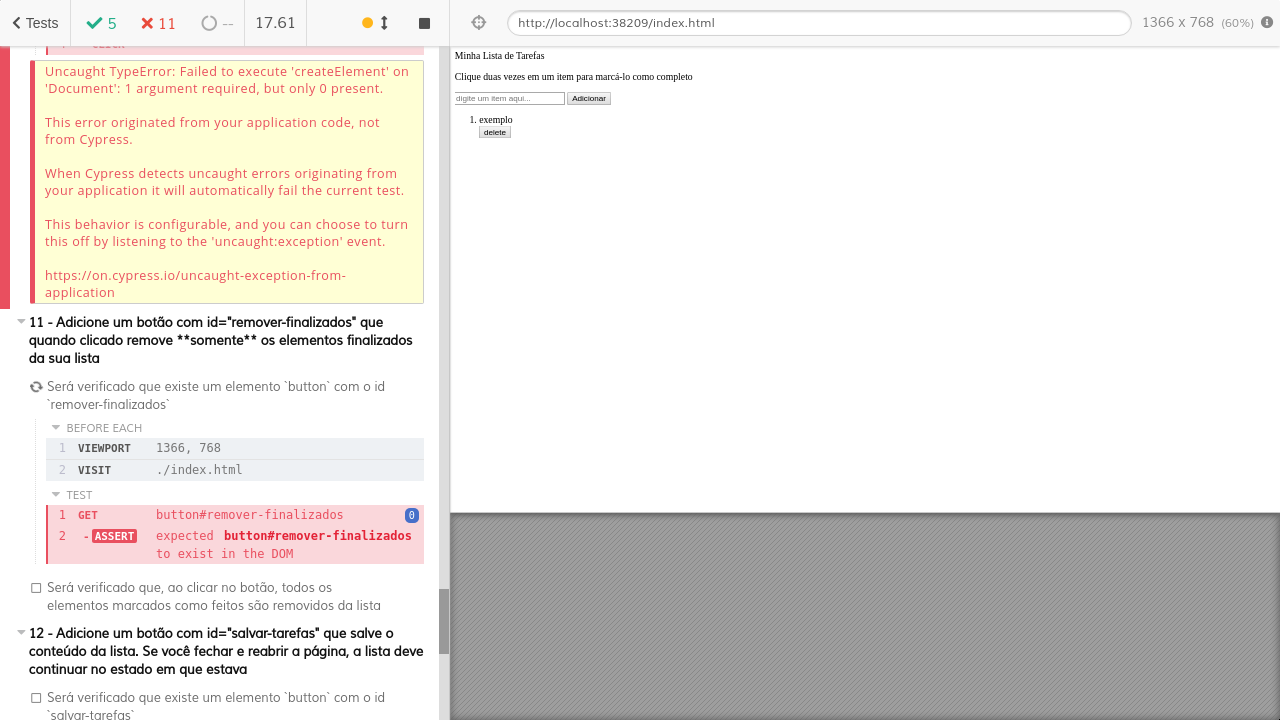 Tests
5
11
--
17.61
http://localhost:38209/index.html
1366 x 768 (60%)
Uncaught TypeError: Failed to execute 'createElement' on
'Document': 1 argument required, but only 0 present.
This error originated from your application code, not
from Cypress.
When Cypress detects uncaught errors originating from
your application it will automatically fail the current test.
This behavior is configurable, and you can choose to turn
this off by listening to the 'uncaught:exception' event.
https://on.cypress.io/uncaught-exception-from-
application
11 - Adicione um botão com id="remover-finalizados" que
quando clicado remove **somente** os elementos finalizados
da sua lista
Será verificado que existe um elemento `button` com o id
`remover-finalizados`
BEFORE EACH
1 VIEWPORT 1366, 768
2 VISIT ./index.html
TEST
1 GET button#remover-finalizados 0
2 -ASSERT expected button#remover-finalizados
to exist in the DOM
Será verificado que, ao clicar no botão, todos os
elementos marcados como feitos são removidos da lista
12 - Adicione um botão com id="salvar-tarefas" que salve o
conteúdo da lista. Se você fechar e reabrir a página, a lista deve
continuar no estado em que estava
Será verificado que existe um elemento `button` com o id
`salvar-tarefas`
Minha Lista de Tarefas
Clique duas vezes em um item para marcá-lo como completo
digite um item aqui... Adicionar
1. exemplo
delete